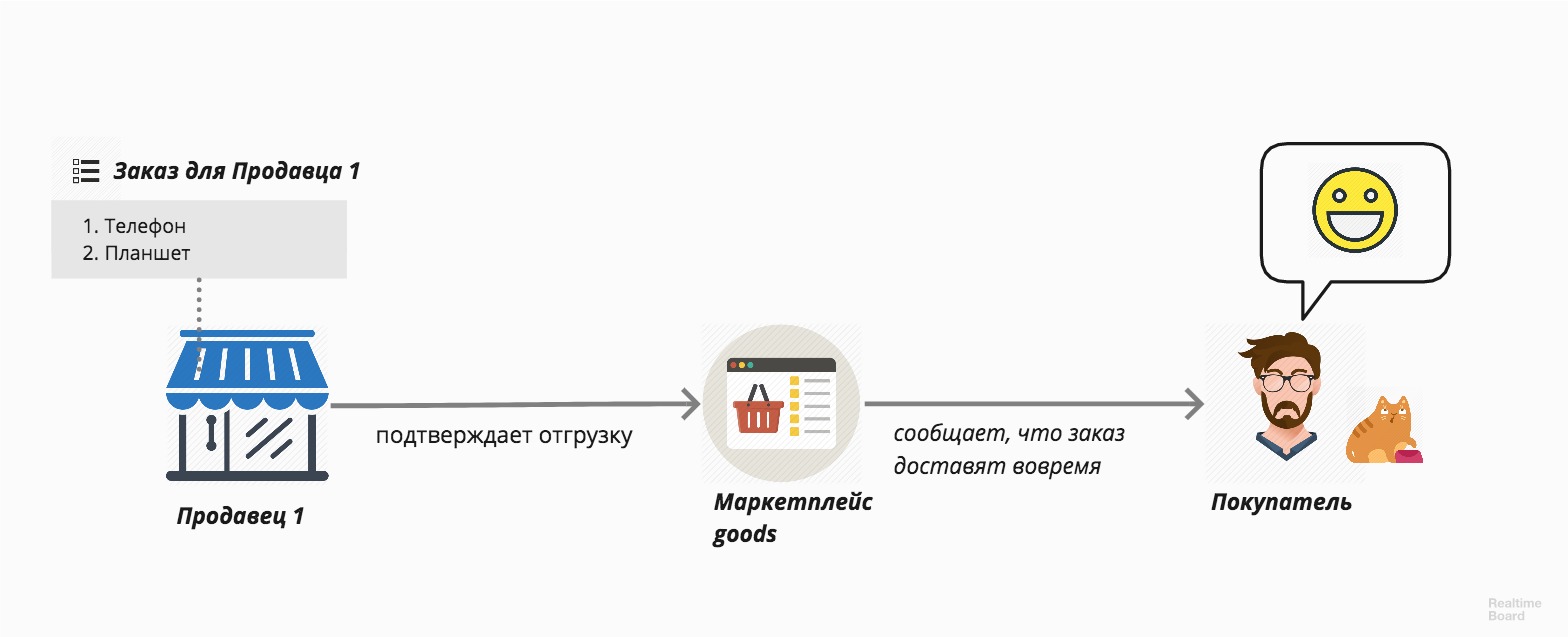 Заказ для Продавца 1
1. Телефон
2. Планшет
подтверждает отгрузку
сообщает, что заказ
доставят вовремя
Продавец 1
Маркетплейс
goods
Покупатель
Realtime
Board